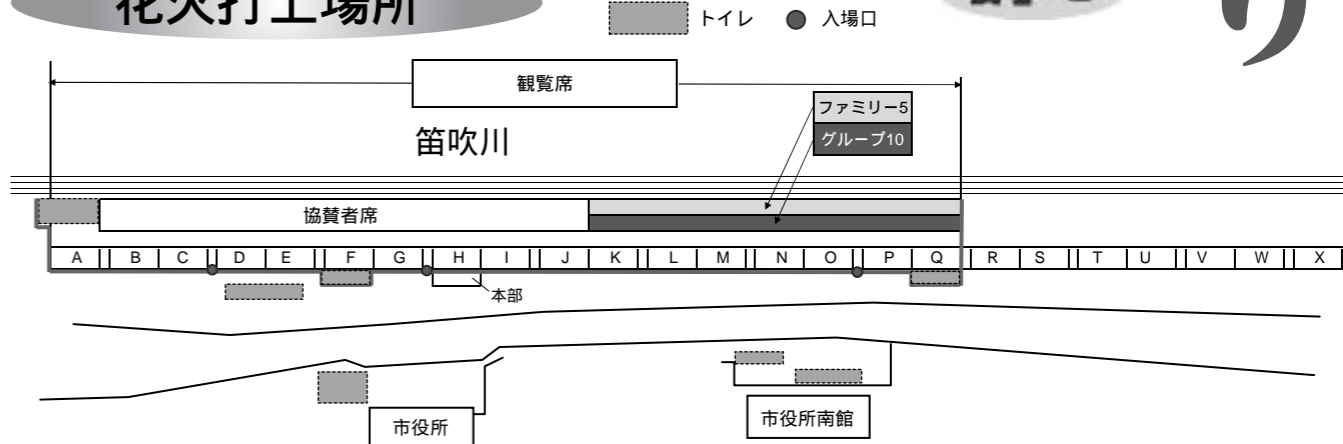 花火打上場所
トイレ
入場口
り
観覧席
ファミリー5
グループ10
笛吹川
協賛者席
A B C D E F G H I J K L M N O P Q R S T U V W X
本部
市役所
市役所南館